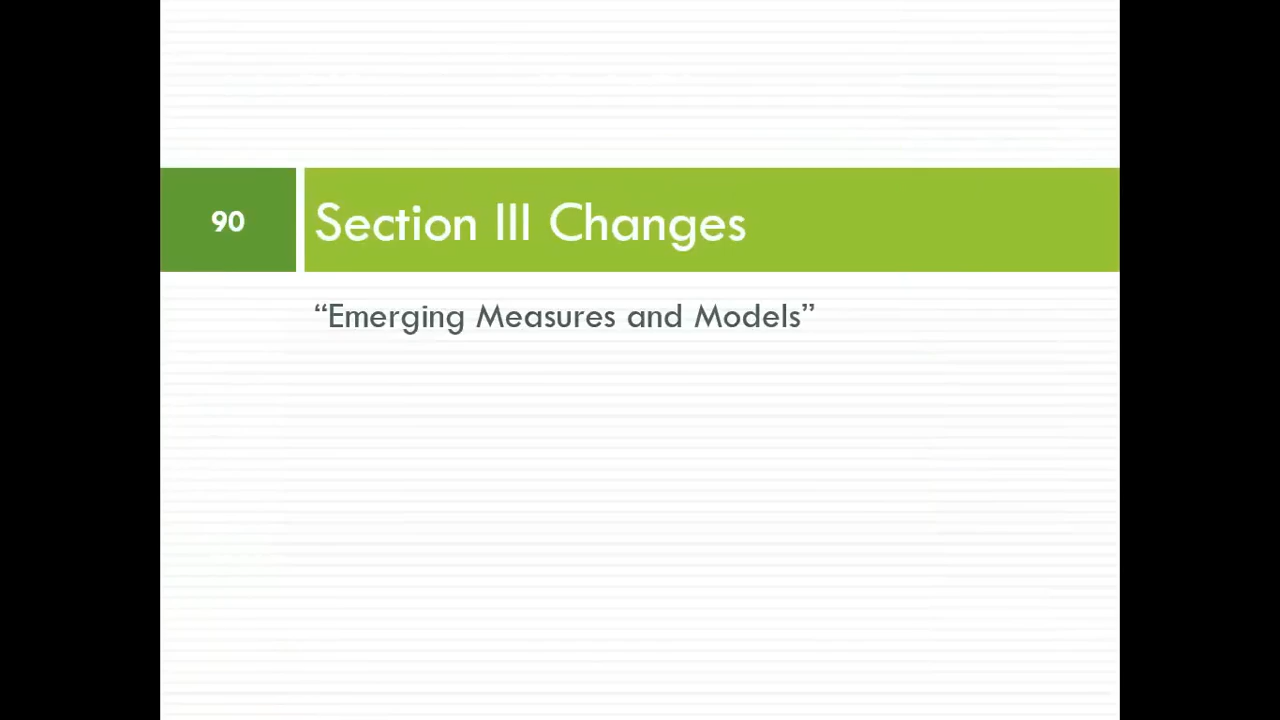 90
Section III Changes
“Emerging Measures and Models”